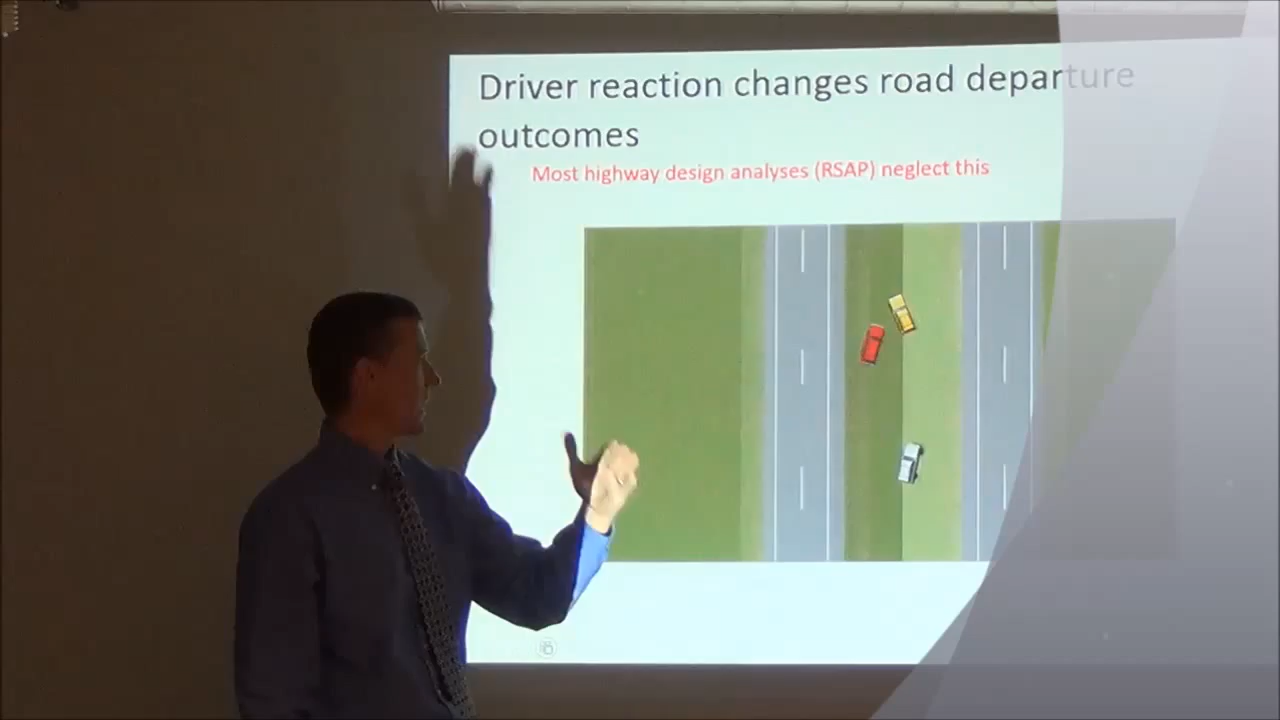 Driver reaction changes road departure
outcomes
Most highway design analyses (RSAP) neglect this